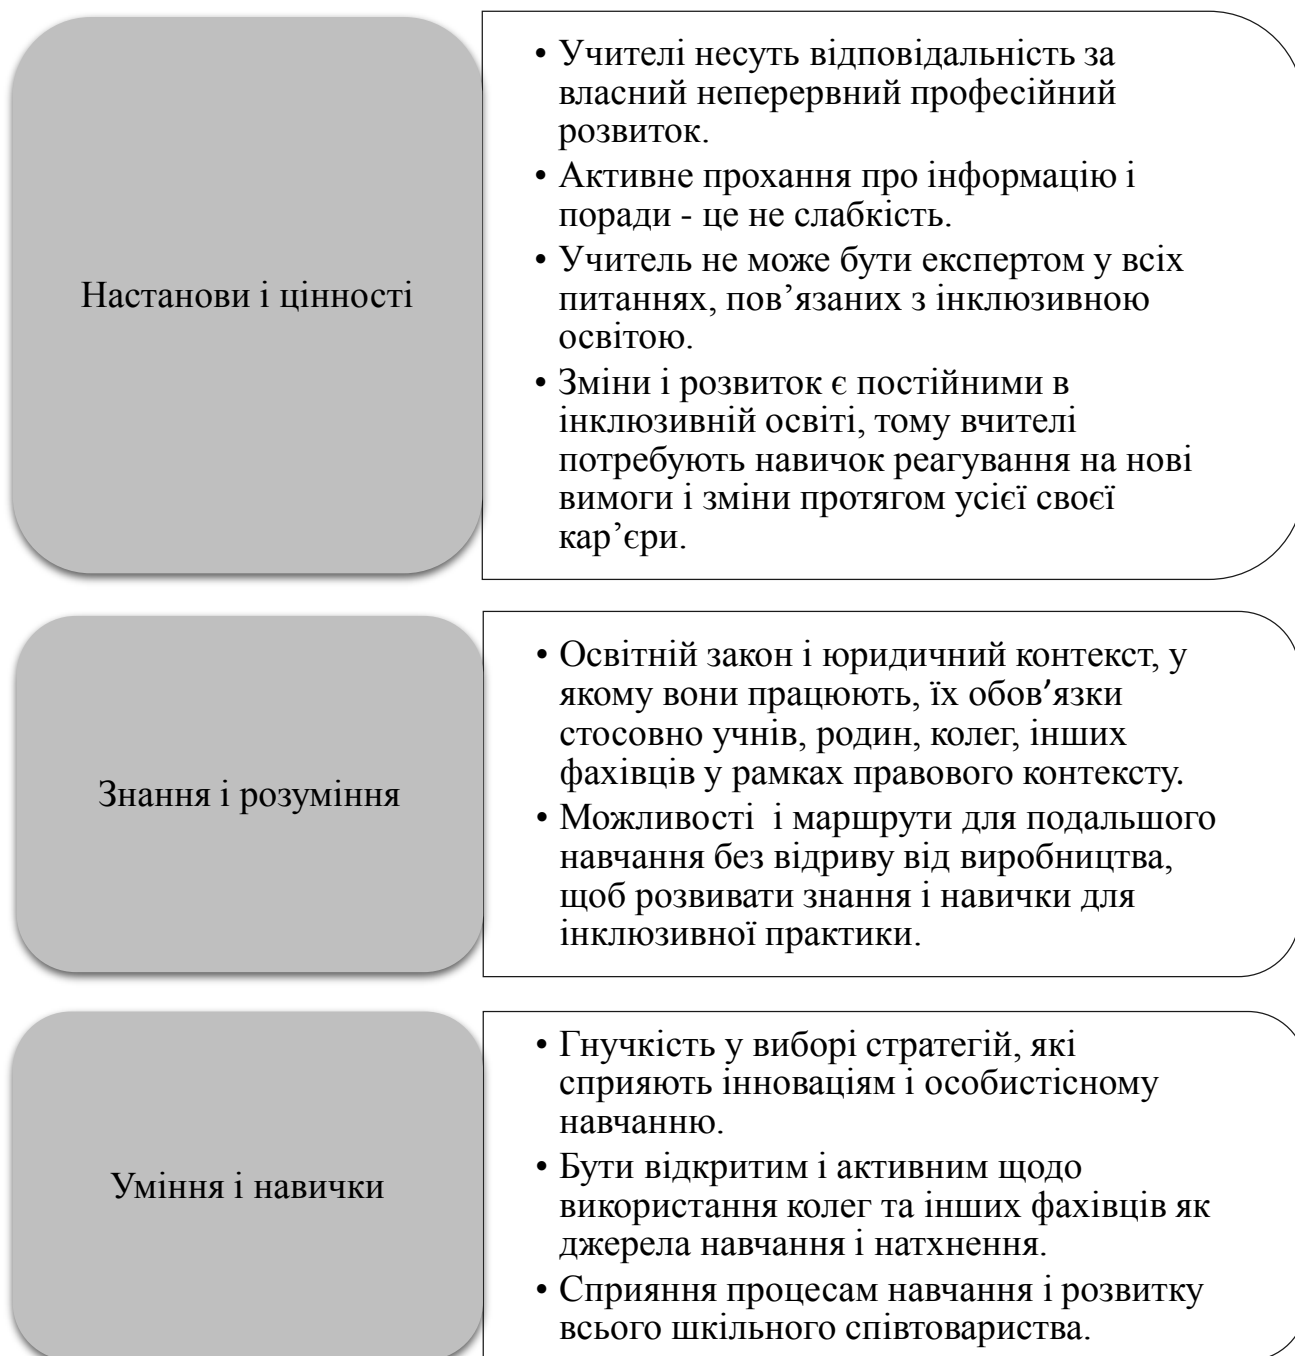 Настанови і цінності
• Учителі несуть відповідальність за
власний неперервний професійний
розвиток.
• Активне прохання про інформацію і
поради - це не слабкість.
• Учитель не може бути експертом у всіх
питаннях, пов’язаних з інклюзивною
освітою.
• Зміни і розвиток є постійними в
інклюзивній освіті, тому вчителі
потребують навичок реагування на нові
вимоги і зміни протягом усієї своєї
кар’єри.
Знання і розуміння
• Освітній закон і юридичний контекст, у
якому вони працюють, їх обов’язки
стосовно учнів, родин, колег, інших
фахівців у рамках правового контексту.
• Можливості і маршрути для подальшого
навчання без відриву від виробництва,
щоб розвивати знання і навички для
інклюзивної практики.
Уміння і навички
• Гнучкість у виборі стратегій, які
сприяють інноваціям і особистісному
навчанню.
• Бути відкритим і активним щодо
використання колег та інших фахівців як
джерела навчання і натхнення.
• Сприяння процесам навчання і розвитку
всього шкільного співтовариства.